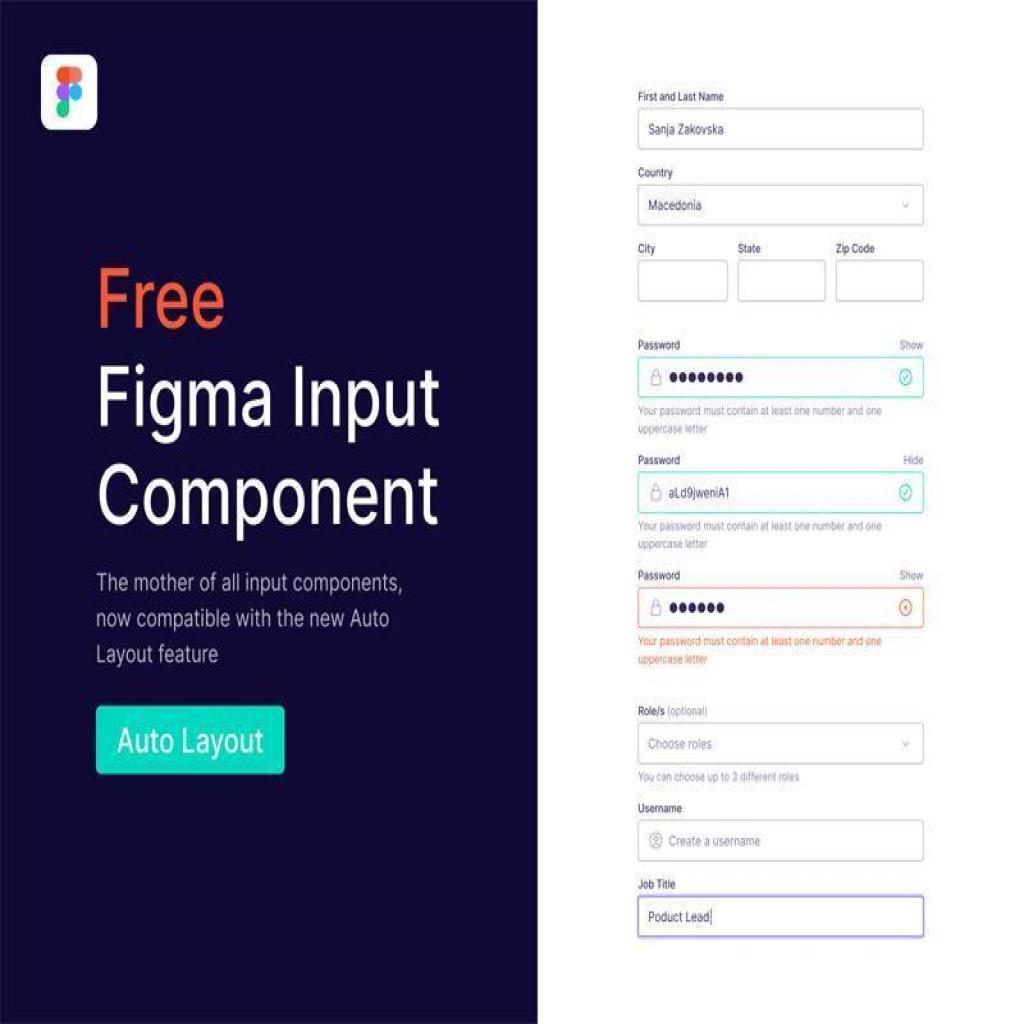 Free
Figma Input
Component
The mother of all input components,
now compatible with the new Auto
Layout feature
Auto Layout
First and Last Name
Sanja Zakovska
Country
Macedonia
City State Zip Code
Password Show
●●●●●●●●
Your password must contain at least one number and one
uppercase letter
Password Hide
aLd9jweniA1
Your password must contain at least one number and one
uppercase letter
Password Show
●●●●●●
Your password must contain at least one number and one
uppercase letter
Role/s (optional)
Choose roles
You can choose up to 3 different roles
Username
Create a username
Job Title
Poduct Lead